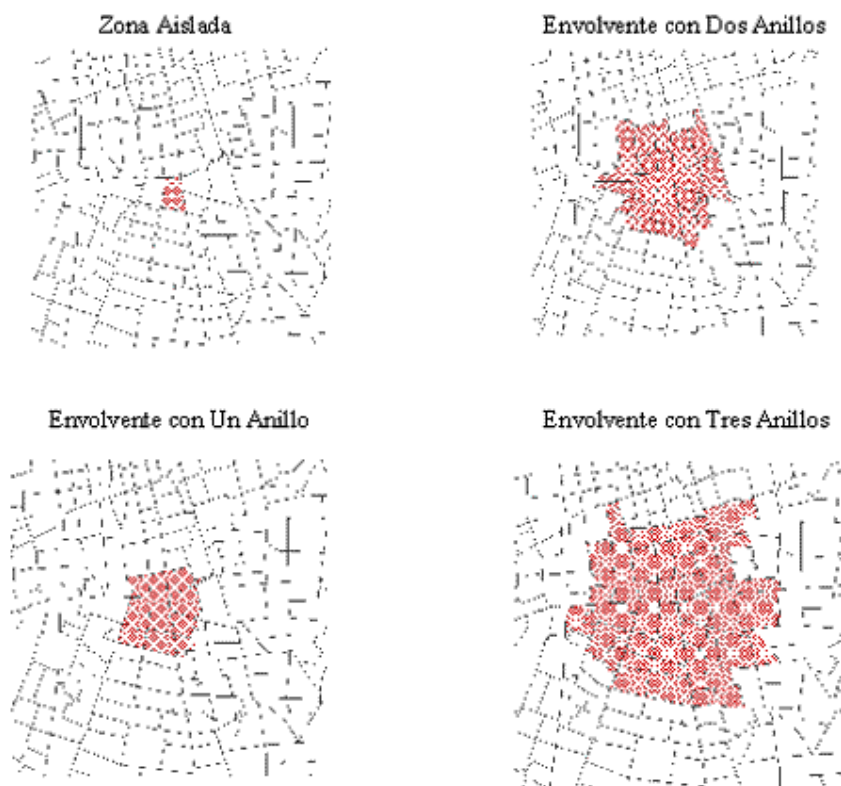 Zona Aislada
Envolvente con Dos Anillos
Envolvente con Un Anillo
Envolvente con Tres Anillos